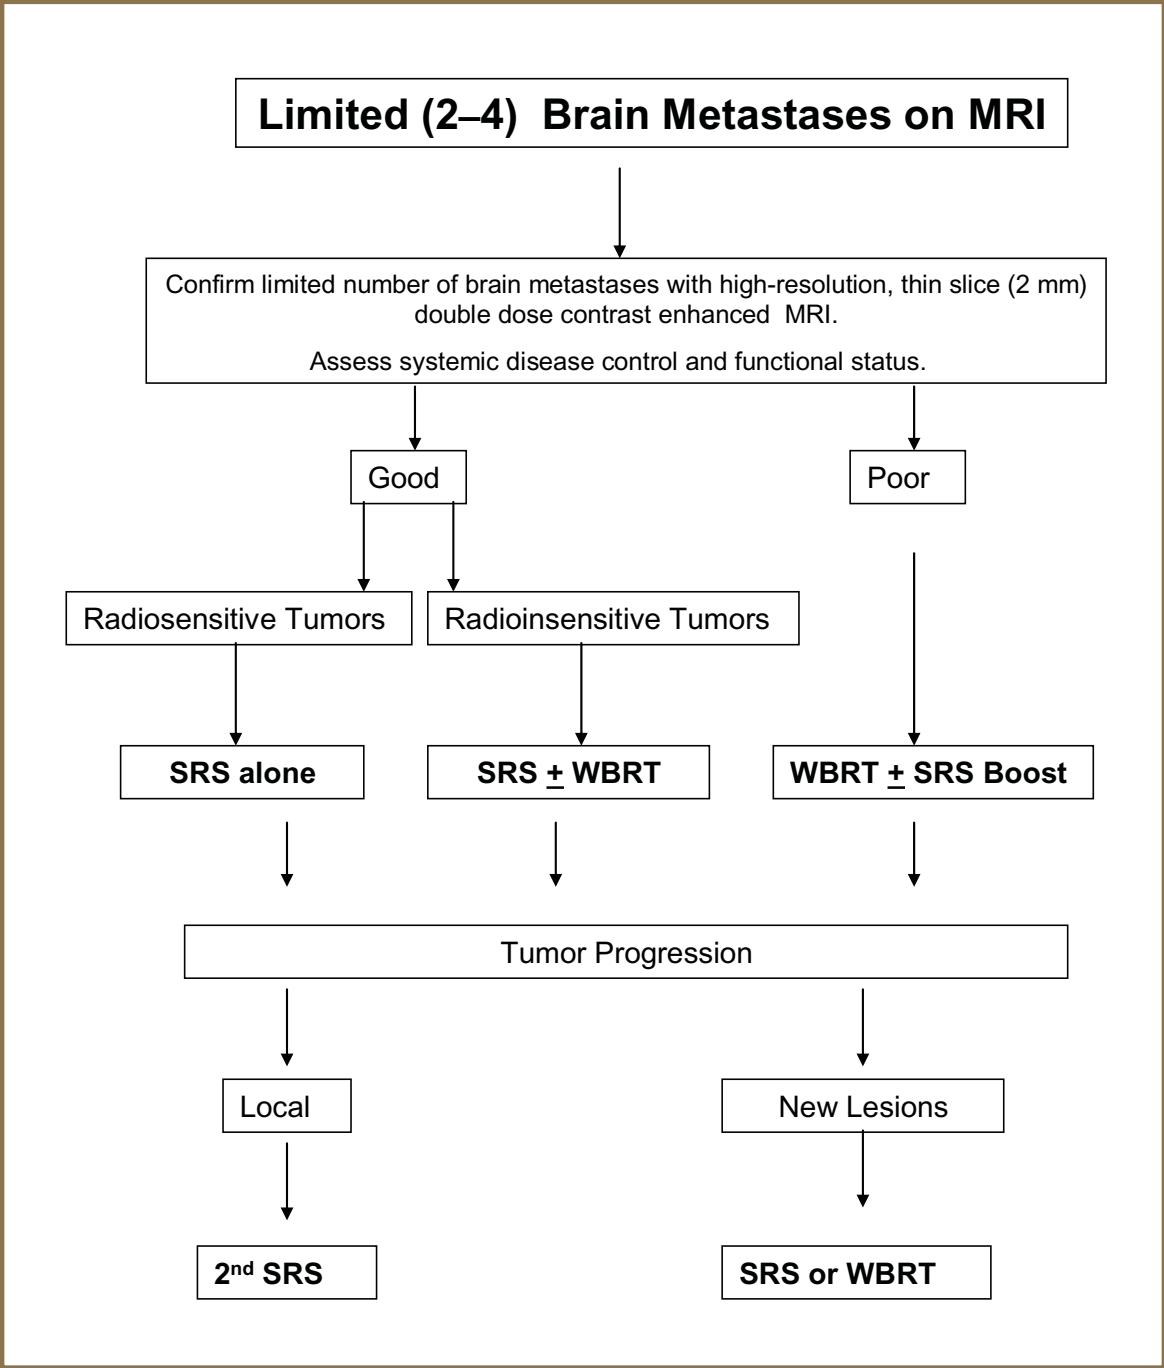 Limited (2–4) Brain Metastases on MRI
Confirm limited number of brain metastases with high-resolution, thin slice (2 mm)
double dose contrast enhanced MRI.
Assess systemic disease control and functional status.
Good
Poor
Radiosensitive Tumors
Radioinsensitive Tumors
SRS alone
SRS ± WBRT
WBRT ± SRS Boost
Tumor Progression
Local
New Lesions
2nd SRS
SRS or WBRT